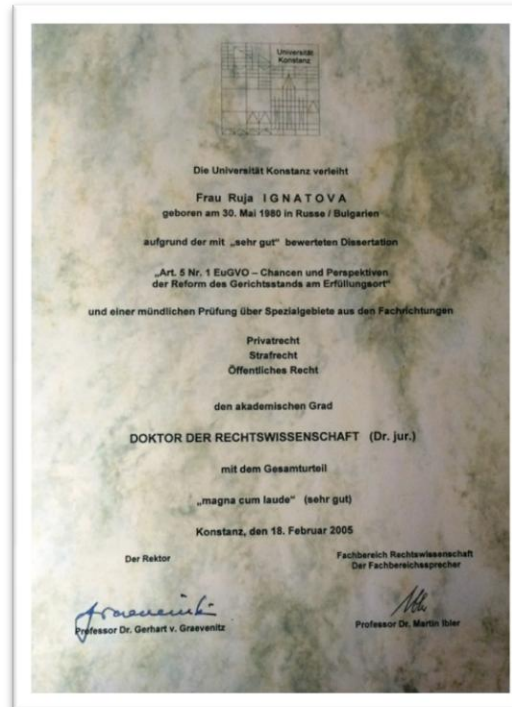 Universität
Konstanz
Die Universität Konstanz verleiht
Frau Ruja IGNATOVA
geboren am 30. Mai 1980 in Russe / Bulgarien
aufgrund der mit „sehr gut“ bewerteten Dissertation
„Art. 5 Nr. 1 EuGVO – Chancen und Perspektiven
der Reform des Gerichtsstands am Erfüllungsort“
und einer mündlichen Prüfung über Spezialgebiete aus den Fachrichtungen
Privatrecht
Strafrecht
Öffentliches Recht
den akademischen Grad
DOKTOR DER RECHTSWISSENSCHAFT (Dr. jur.)
mit dem Gesamturteil
„magna cum laude“ (sehr gut)
Konstanz, den 18. Februar 2005
Der Rektor
Fachbereich Rechtswissenschaft
Der Fachbereichssprecher
Professor Dr. Gerhart v. Graevenitz
Professor Dr. Martin Ibler